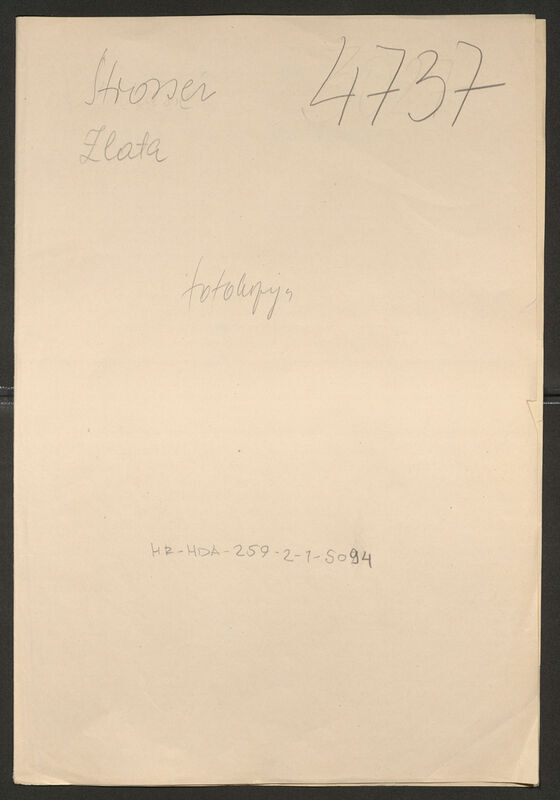 Strosser
4737
Zlata
fotokopija
HR-HDA-259-2-1-5094